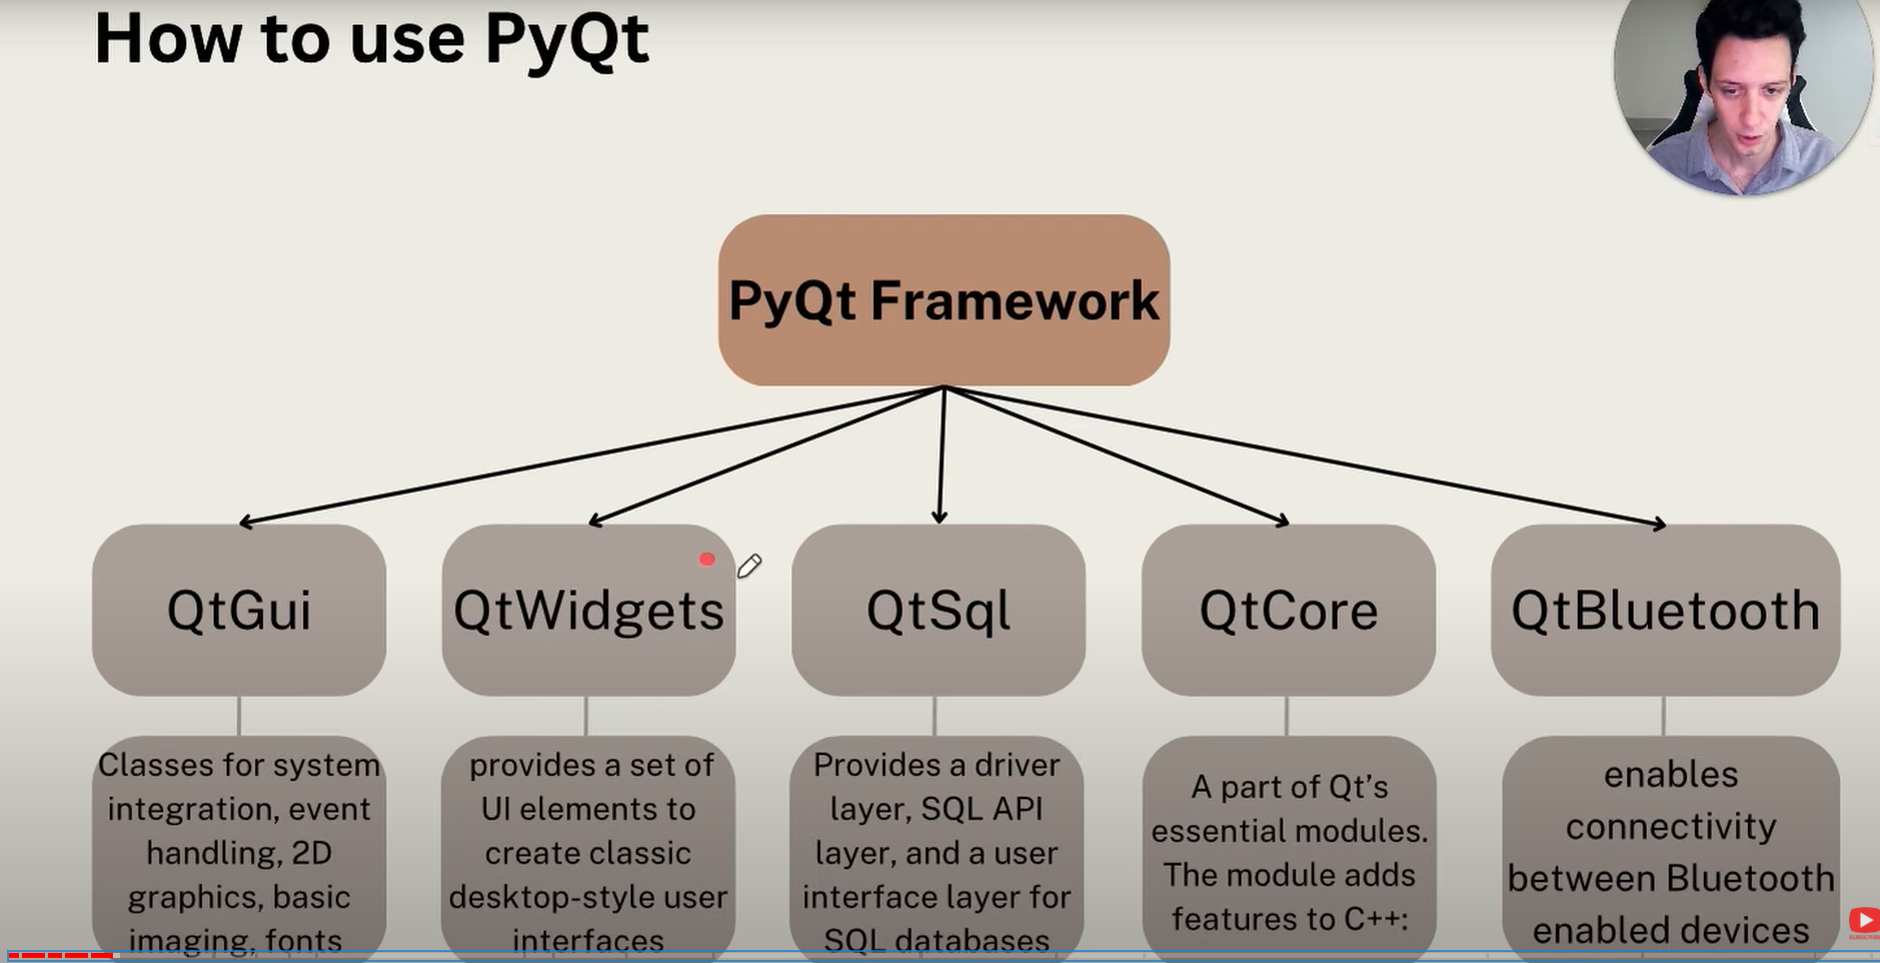 How to use PyQt
PyQt Framework
QtGui
QtWidgets
QtSql
QtCore
QtBluetooth
Classes for system
integration, event
handling, 2D
graphics, basic
imaging, fonts
provides a set of
UI elements to
create classic
desktop-style user
interfaces
Provides a driver
layer, SQL API
layer, and a user
interface layer for
SQL databases
A part of Qt’s
essential modules.
The module adds
features to C++:
enables
connectivity
between Bluetooth
enabled devices